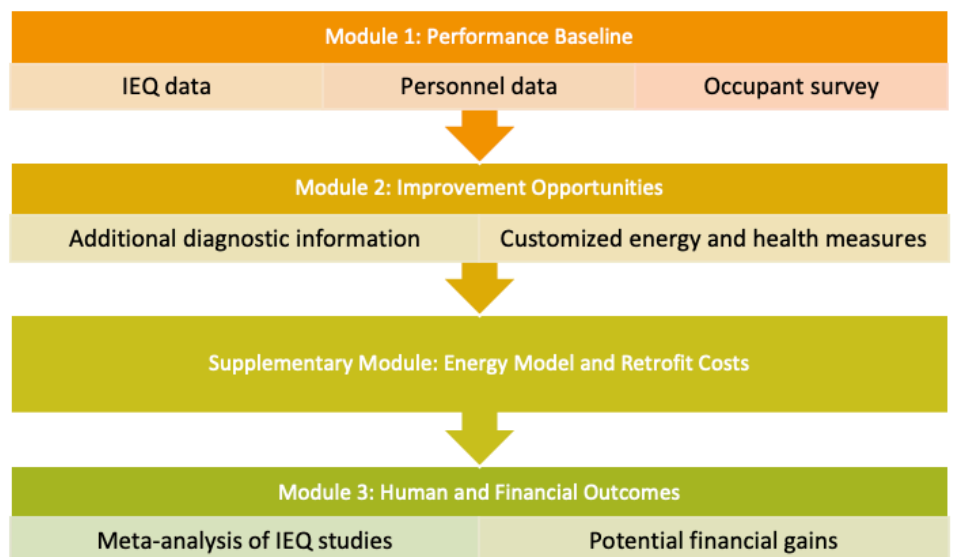 Module 1: Performance Baseline
IEQ data
Personnel data
Occupant survey
Module 2: Improvement Opportunities
Additional diagnostic information
Customized energy and health measures
Supplementary Module: Energy Model and Retrofit Costs
Module 3: Human and Financial Outcomes
Meta-analysis of IEQ studies
Potential financial gains